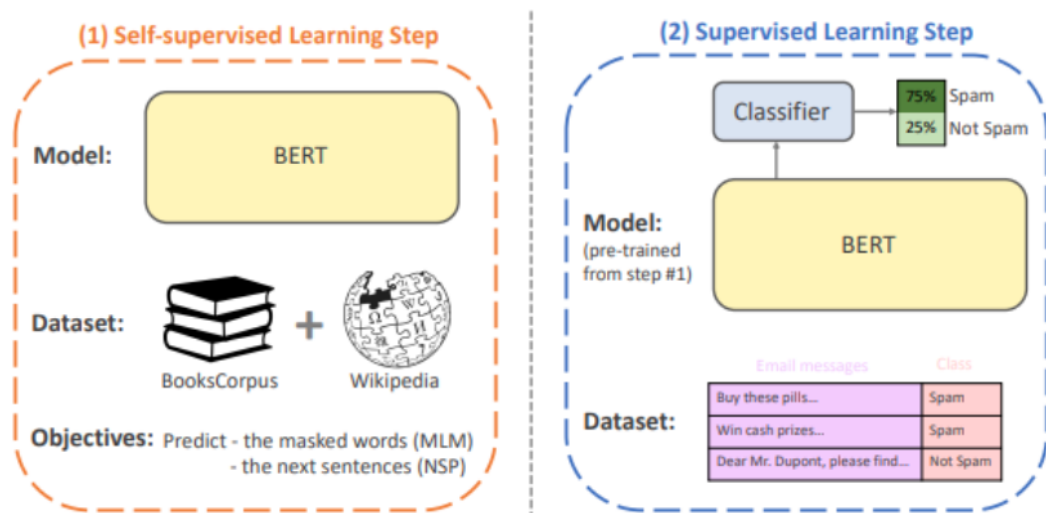 (1) Self-supervised Learning Step
Model:
BERT
Dataset:
+
BooksCorpus
Wikipedia
Objectives: Predict - the masked words (MLM)
- the next sentences (NSP)
(2) Supervised Learning Step
Classifier
75% Spam
25% Not Spam
Model:
(pre-trained
from step #1)
BERT
Dataset:
Email messages Class
Buy these pills... Spam
Win cash prizes... Spam
Dear Mr. Dupont, please find... Not Spam